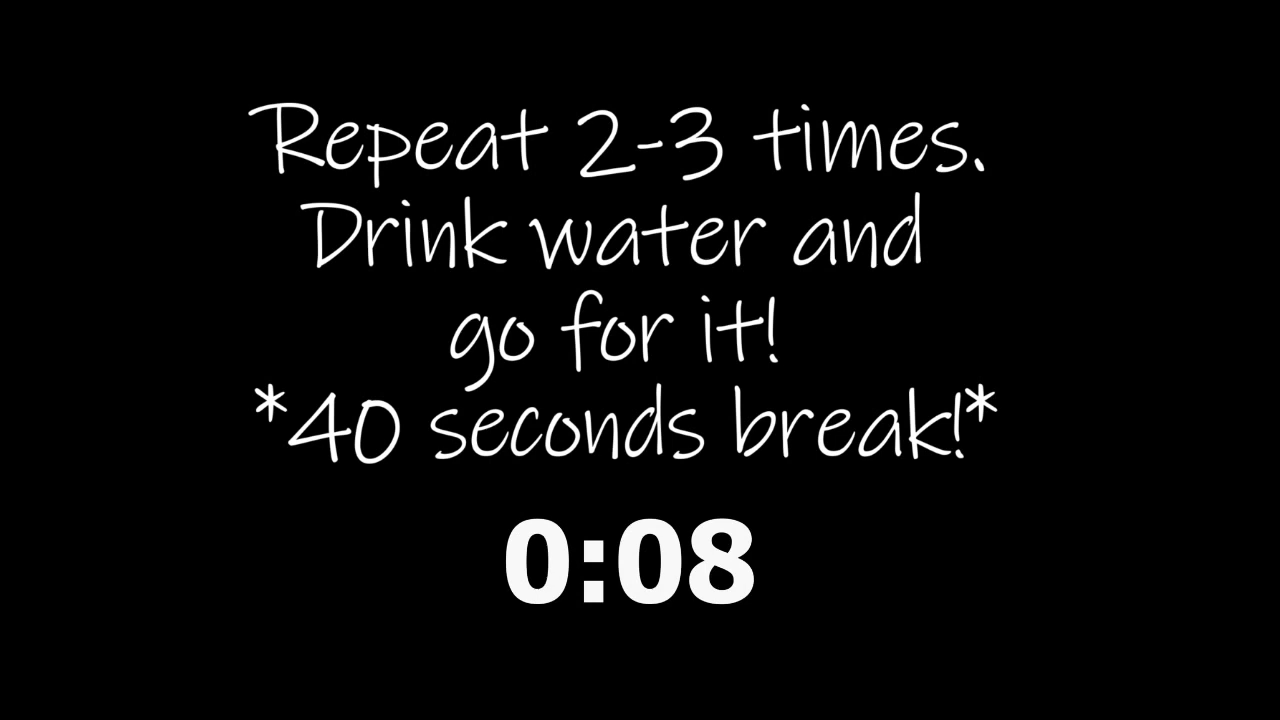 Repeat 2-3 times.
Drink water and
go for it!
*40 seconds break!*
0:08